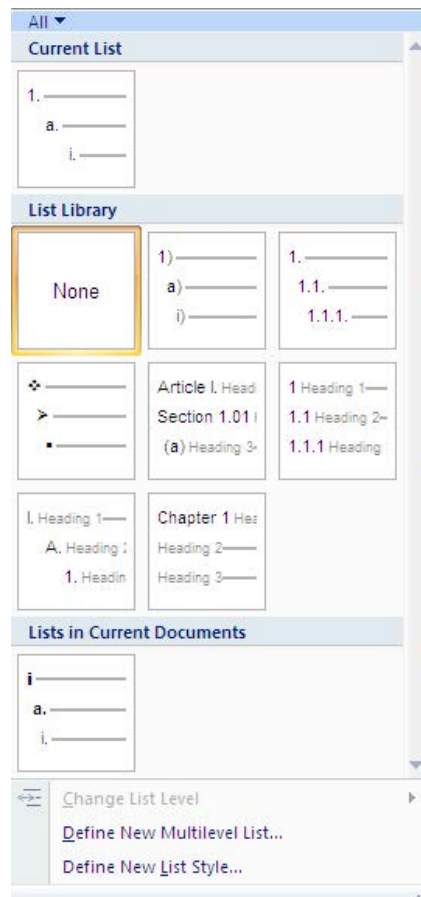 All
Current List
1.
a.
i.
List Library
None
1)
a)
i)
1.
1.1.
1.1.1.
Article I. Head
Section 1.01
(a) Heading 3
1 Heading 1
1.1 Heading 2
1.1.1 Heading
I. Heading 1
A. Heading
1. Headin
Chapter 1 Hea
Heading 2
Heading 3
Lists in Current Documents
i
a.
i.
Change List Level
Define New Multilevel List...
Define New List Style...